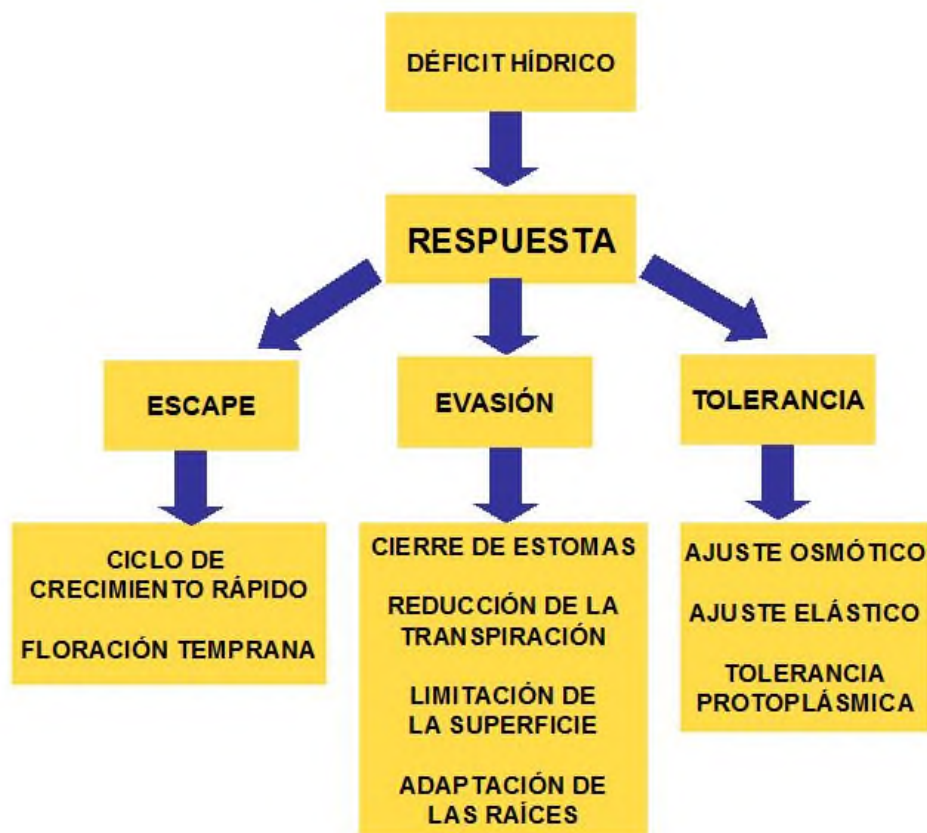 DÉFICIT HÍDRICO
RESPUESTA
ESCAPE
EVASIÓN
TOLERANCIA
CICLO DE
CRECIMIENTO RÁPIDO
FLORACIÓN TEMPRANA
CIERRE DE ESTOMAS
REDUCCIÓN DE LA
TRANSPIRACIÓN
LIMITACIÓN DE
LA SUPERFICIE
ADAPTACIÓN DE
LAS RAÍCES
AJUSTE OSMÓTICO
AJUSTE ELÁSTICO
TOLERANCIA
PROTOPLÁSMICA